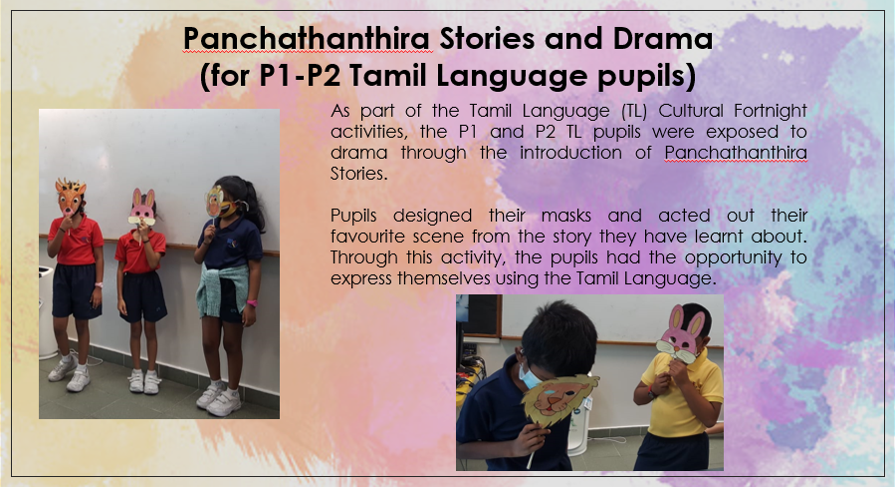 Panchathanthira Stories and Drama
(for P1-P2 Tamil Language pupils)
As part of the Tamil Language (TL) Cultural Fortnight
activities, the P1 and P2 TL pupils were exposed to
drama through the introduction of Panchathanthira
Stories.
Pupils designed their masks and acted out their
favourite scene from the story they have learnt about.
Through this activity, the pupils had the opportunity to
express themselves using the Tamil Language.